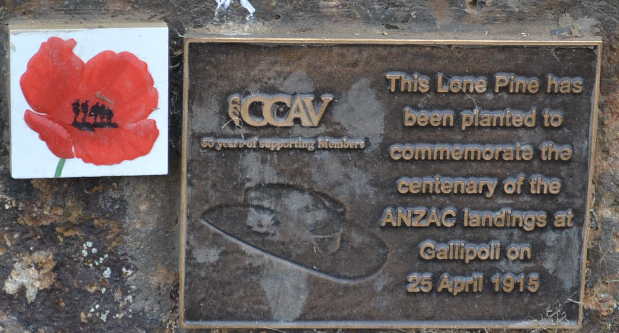 CCAV
50 years of supporting Members
This Lone Pine has
been planted to
commemorate the
centenary of the
ANZAC landings at
Gallipoli on
25 April 1915